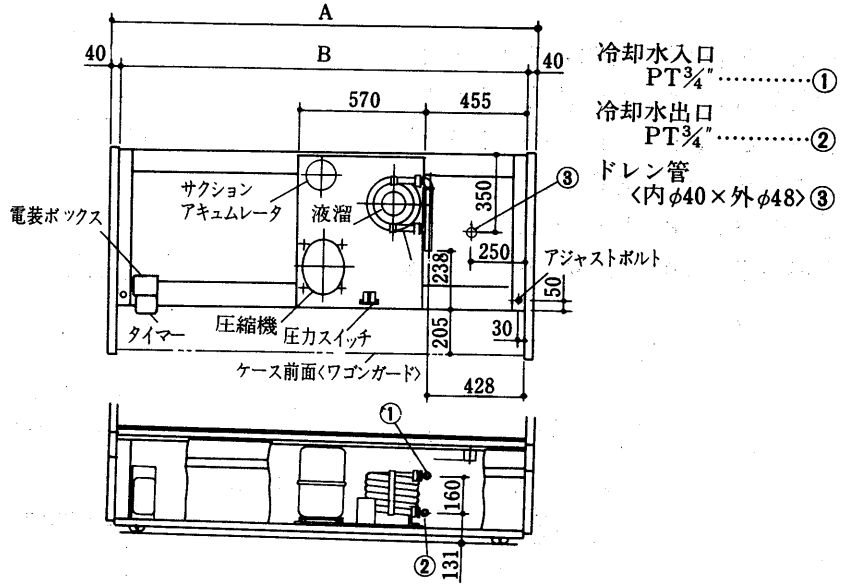 A
40
B
40
570
455
冷却水入口
PT¾"…………①
冷却水出口
PT¾"…………②
ドレン管
〈内φ40×外φ48〉③
サクション
アキュムレータ
液溜
③
350
電装ボックス
250
238
アジャストボルト
50
タイマー
圧縮機
圧力スイッチ
205
30
ケース前面〈ワゴンガード〉
428
①
160
②
131